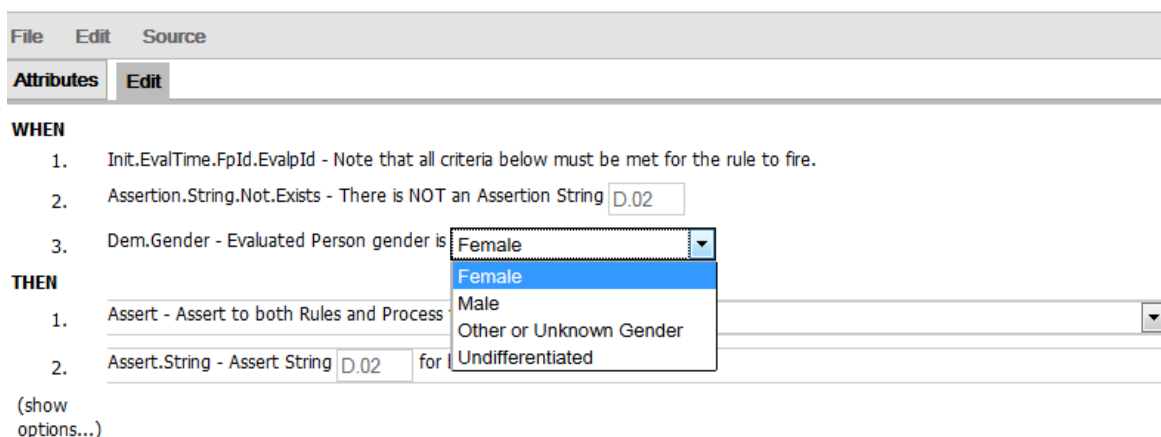 File Edit Source
Attributes Edit
WHEN
1. Init.EvalTime.FpId.EvalpId - Note that all criteria below must be met for the rule to fire.
2. Assertion.String.Not.Exists - There is NOT an Assertion String D.02
3. Dem.Gender - Evaluated Person gender is Female
Female
Male
Other or Unknown Gender
Undifferentiated
THEN
1. Assert - Assert to both Rules and Process
2. Assert.String - Assert String D.02 for
(show
options...)